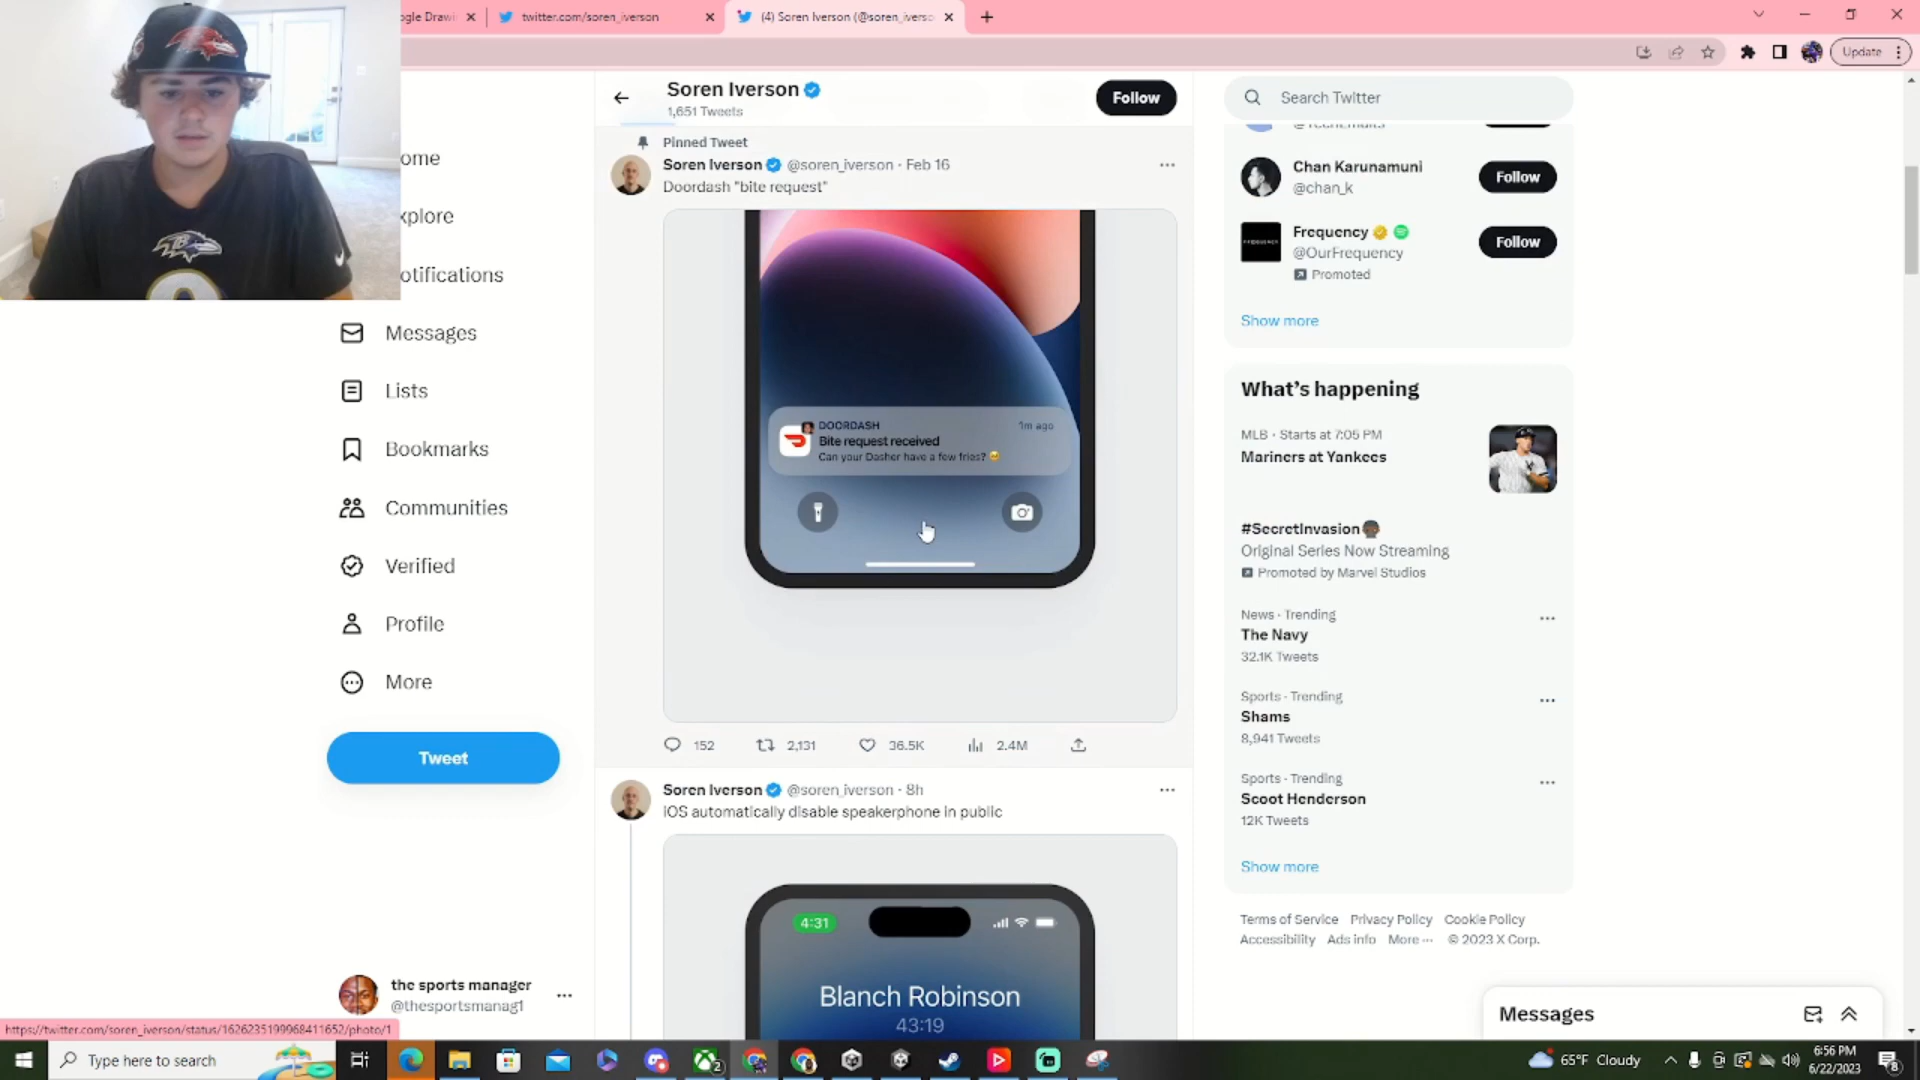 ogle Drawi
twitter.com/soren_iverson
(4) Soren Iverson (@soren_iverso
Update
Soren Iverson
1,651 Tweets
Follow
Search Twitter
ome
xplore
otifications
Messages
Lists
Bookmarks
Communities
Verified
Profile
More
Tweet
the sports manager
@thesportsmanag1
https://twitter.com/soren_iverson/status/1626235199968411652/photo/1
Pinned Tweet
Soren Iverson @soren_iverson · Feb 16
Doordash "bite request"
DOORDASH
1m ago
Bite request received
Can your Dasher have a few fries?
152
2,131
36.5K
2.4M
Soren Iverson @soren_iverson · 8h
iOS automatically disable speakerphone in public
4:31
Blanch Robinson
43:19
Chan Karunamuni
@chan_k
Follow
Frequency
@OurFrequency
Promoted
Follow
Show more
What's happening
MLB · Starts at 7:05 PM
Mariners at Yankees
#SecretInvasion
Original Series Now Streaming
Promoted by Marvel Studios
News · Trending
The Navy
32.1K Tweets
Sports · Trending
Shams
8,941 Tweets
Sports · Trending
Scoot Henderson
12K Tweets
Show more
Terms of Service Privacy Policy Cookie Policy
Accessibility Ads info More ··· © 2023 X Corp.
Messages
Type here to search
2
65°F Cloudy
6:56 PM
6/22/2023
8